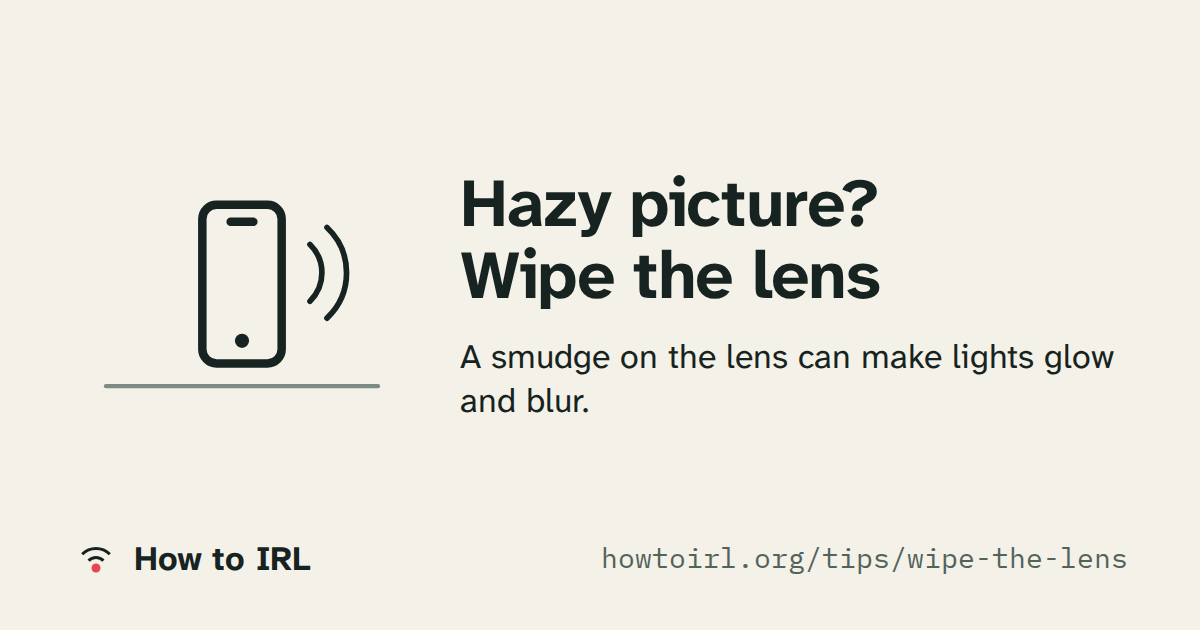 Hazy picture?
Wipe the lens
A smudge on the lens can make lights glow
and blur.
How to IRL
howtoirl.org/tips/wipe-the-lens